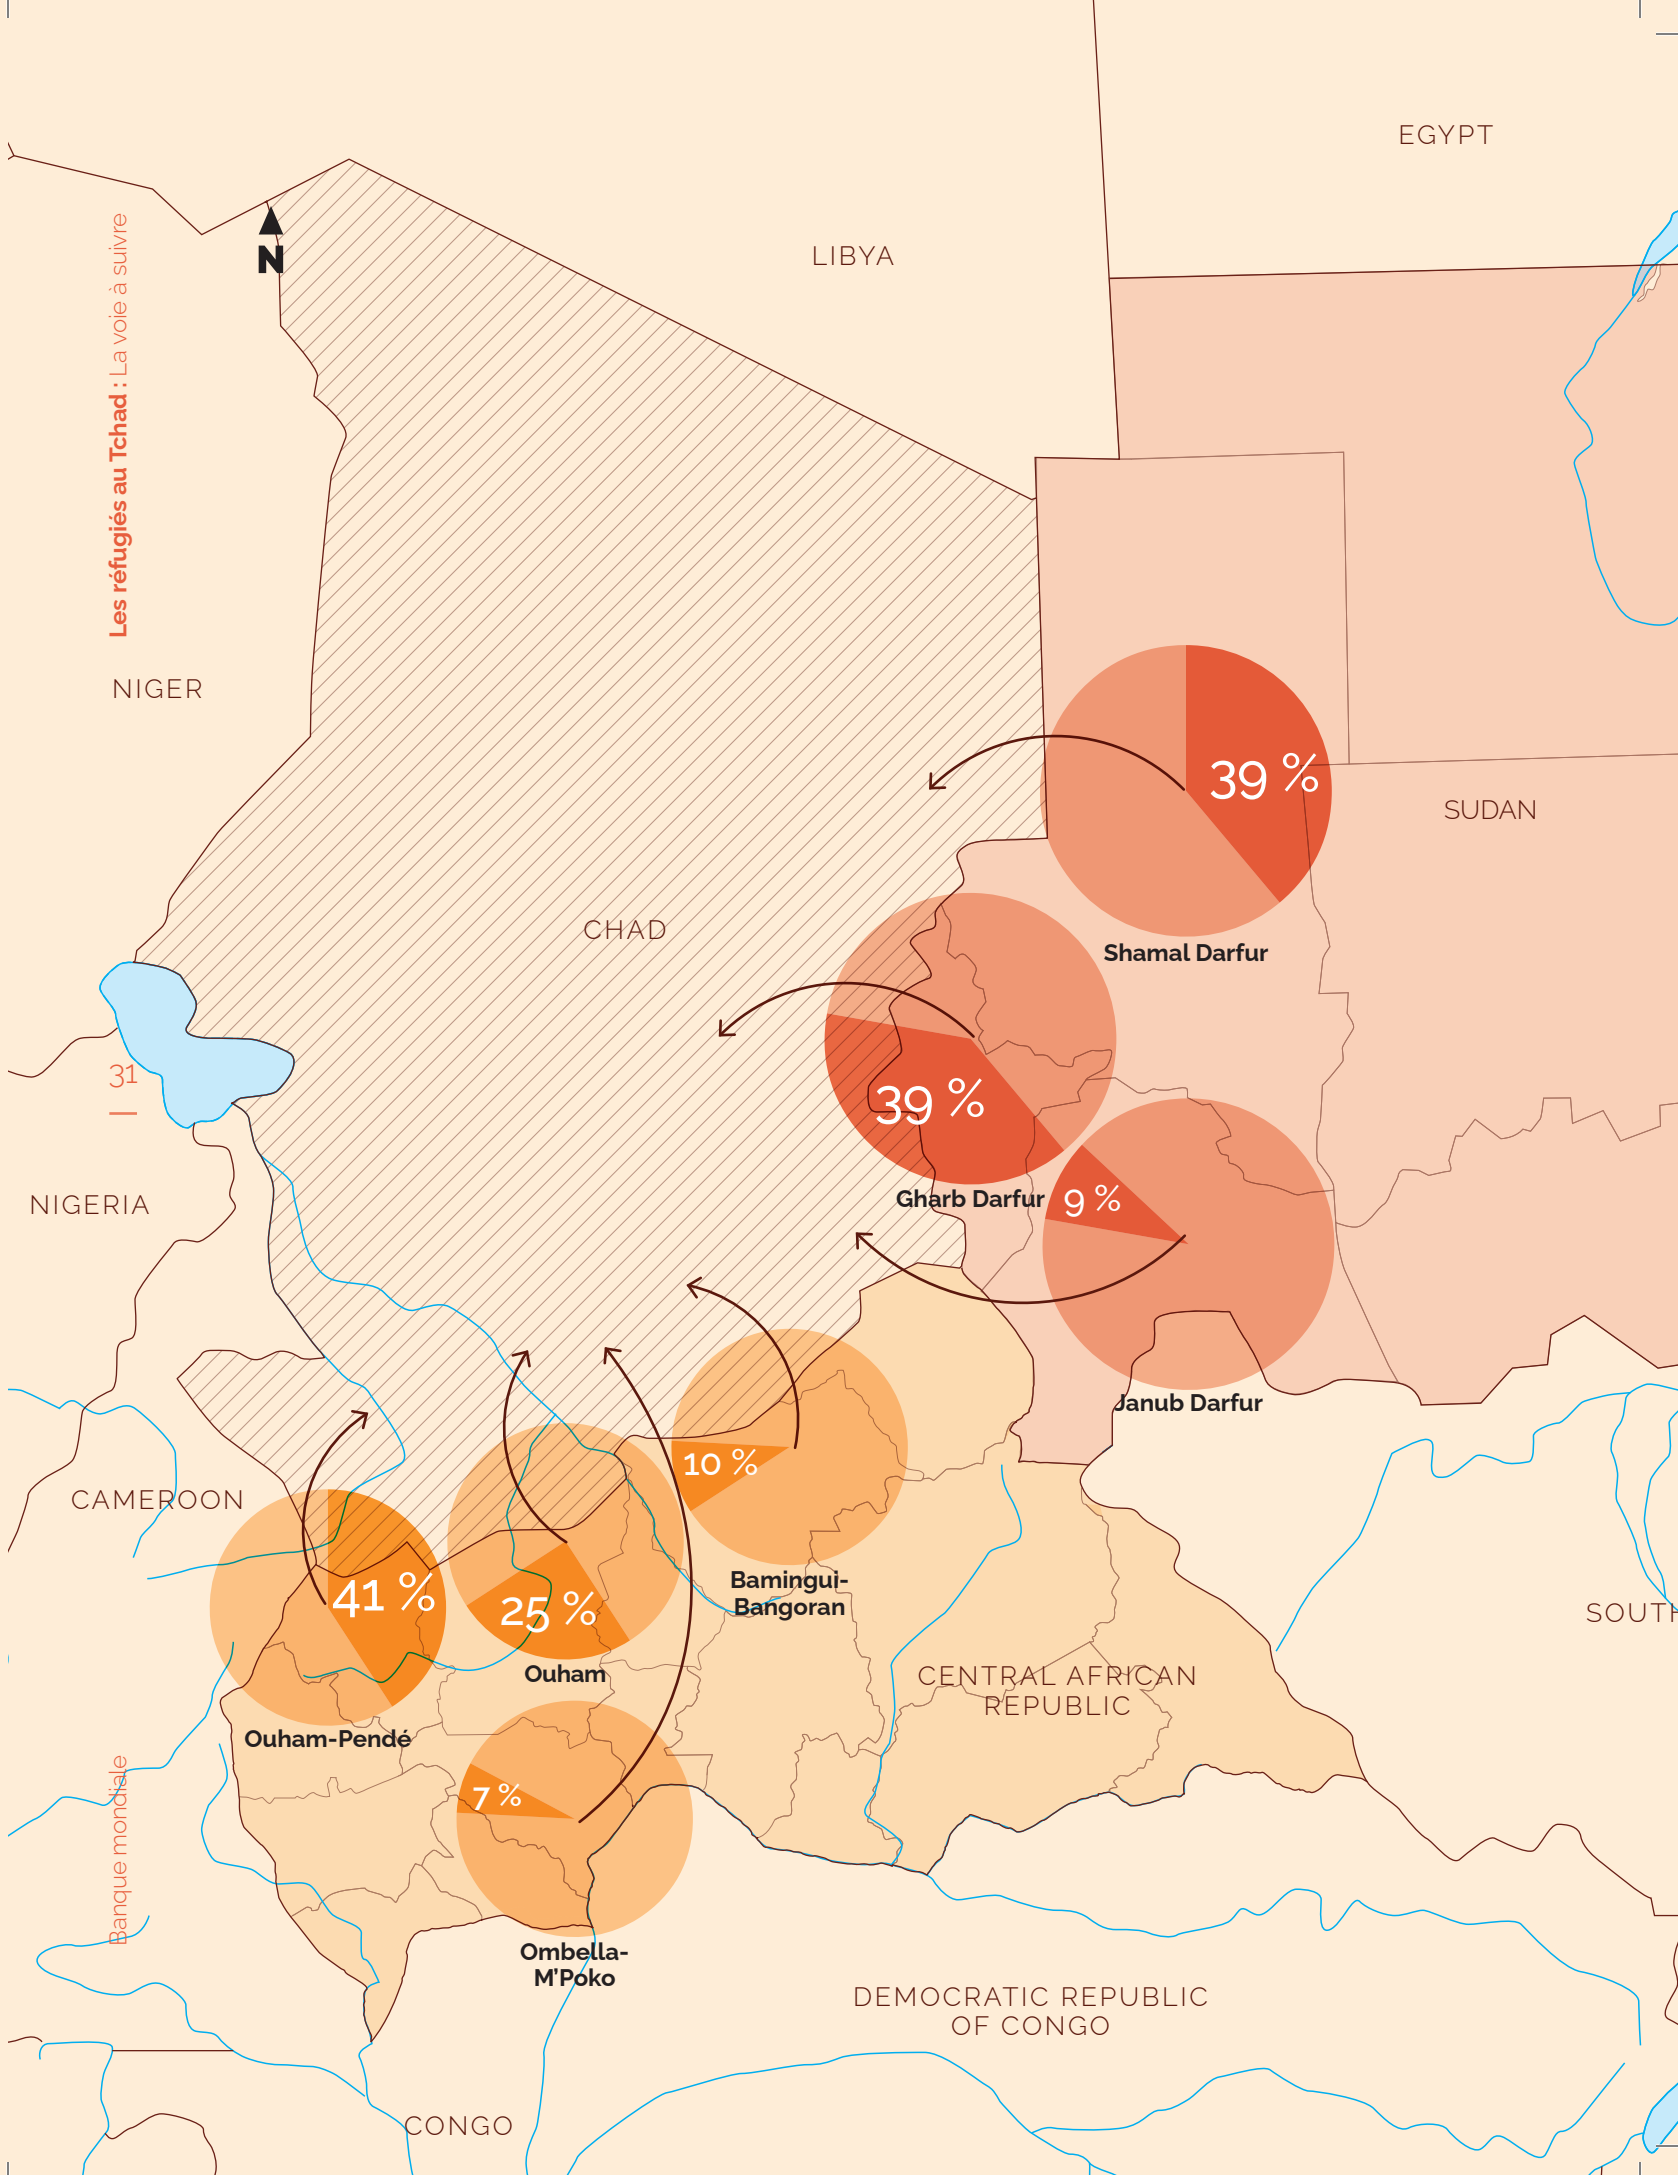 EGYPT
LIBYA
N
Les réfugiés au Tchad : La voie à suivre
NIGER
39 %
SUDAN
CHAD
Shamal Darfur
31
39 %
Gharb Darfur
9 %
NIGERIA
Janub Darfur
10 %
CAMEROON
41 %
25 %
Bamingui-
Bangoran
SOUTH
Ouham
CENTRAL AFRICAN
REPUBLIC
Ouham-Pendé
7 %
Banque mondiale
Ombella-
M'Poko
DEMOCRATIC REPUBLIC
OF CONGO
CONGO